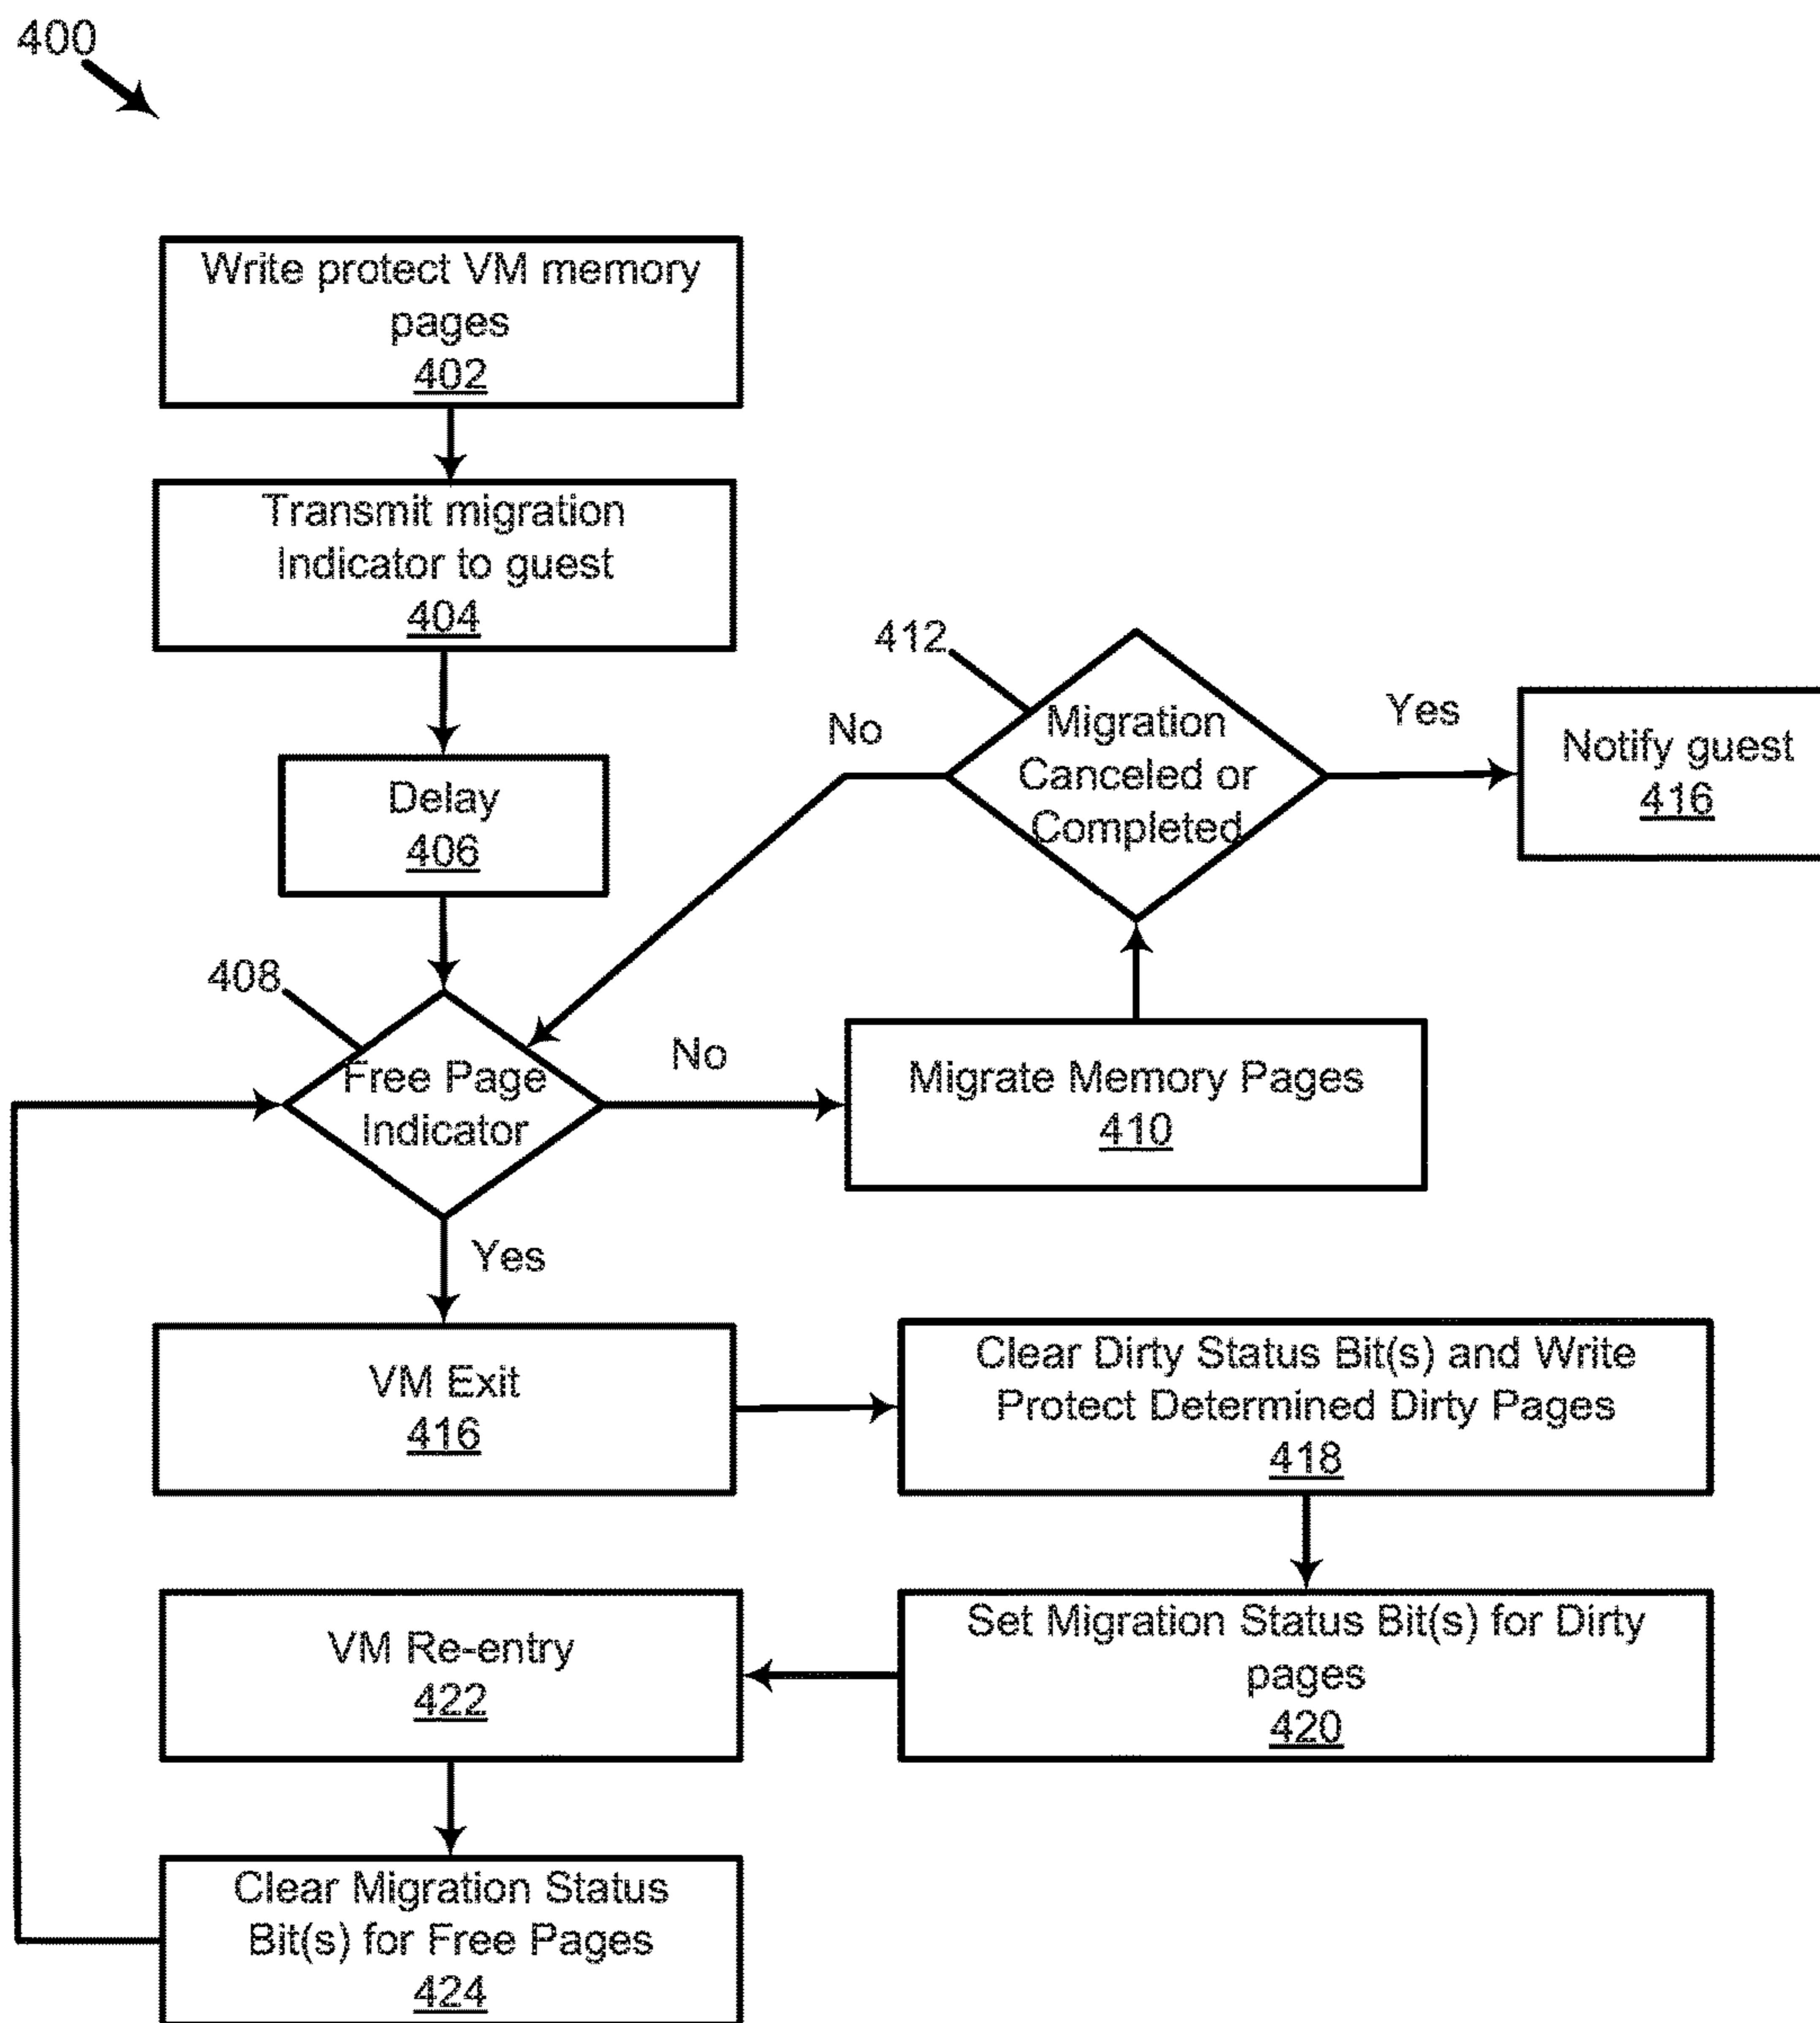 400
Write protect VM memory
pages
402
Transmit migration
Indicator to guest
404
412
No
Migration
Canceled or
Completed
Yes
Notify guest
416
Delay
406
408
Free Page
Indicator
No
Migrate Memory Pages
410
Yes
VM Exit
416
Clear Dirty Status Bit(s) and Write
Protect Determined Dirty Pages
418
VM Re-entry
422
Set Migration Status Bit(s) for Dirty
pages
420
Clear Migration Status
Bit(s) for Free Pages
424